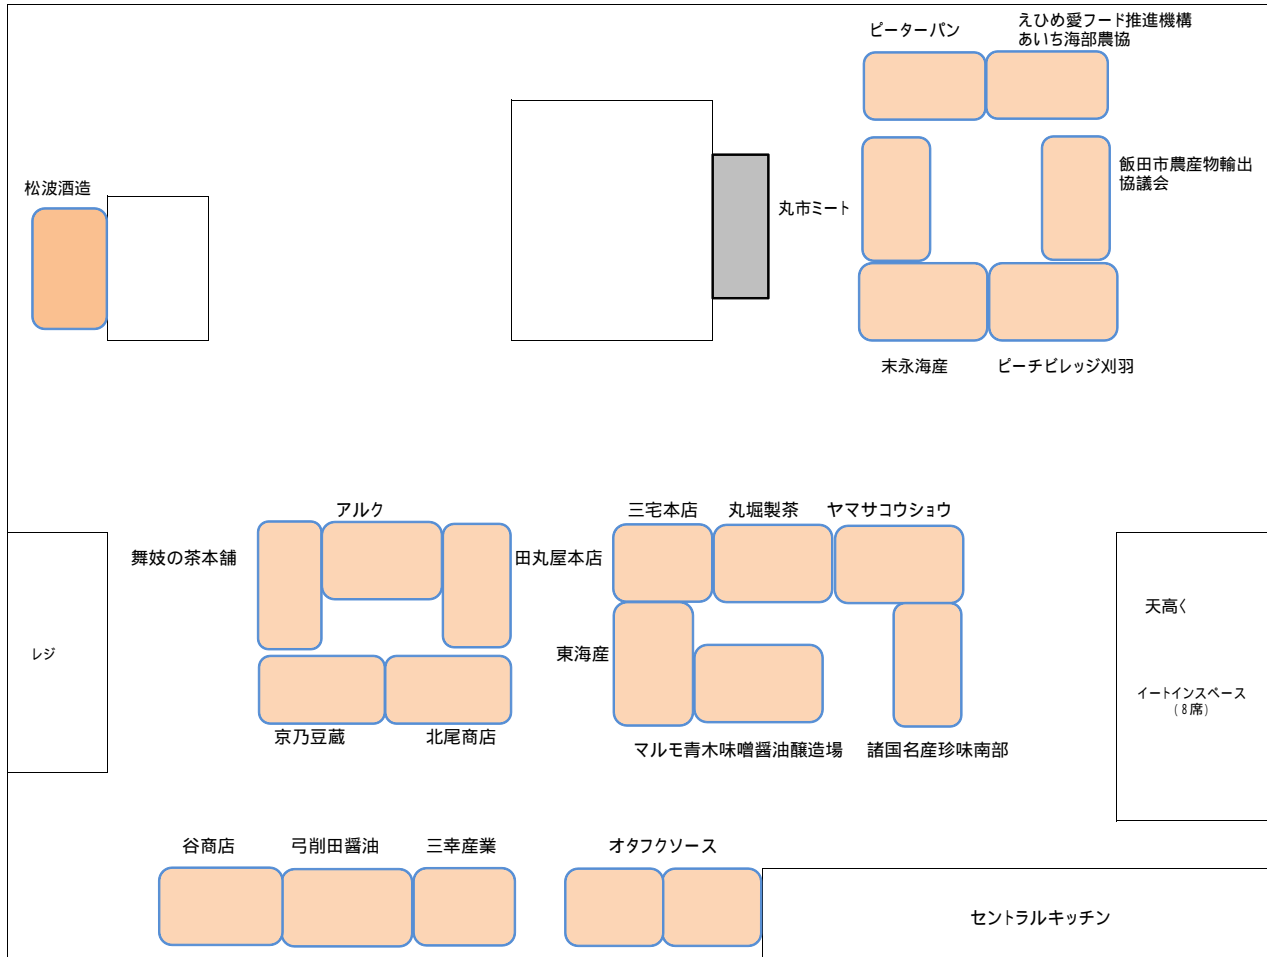 ピーターパン
えひめ愛フード推進機構
あいち海部農協
松波酒造
丸市ミート
飯田市農産物輸出
協議会
末永海産
ピーチビレッジ刈羽
アルク
三宅本店
丸堀製茶
ヤマサコウショウ
舞妓の茶本舗
田丸屋本店
東海産
レジ
天高く
イートインスペース
(8席)
京乃豆蔵
北尾商店
マルモ青木味噌醤油醸造場
諸国名産珍味南部
谷商店
弓削田醤油
三幸産業
オタフクソース
セントラルキッチン